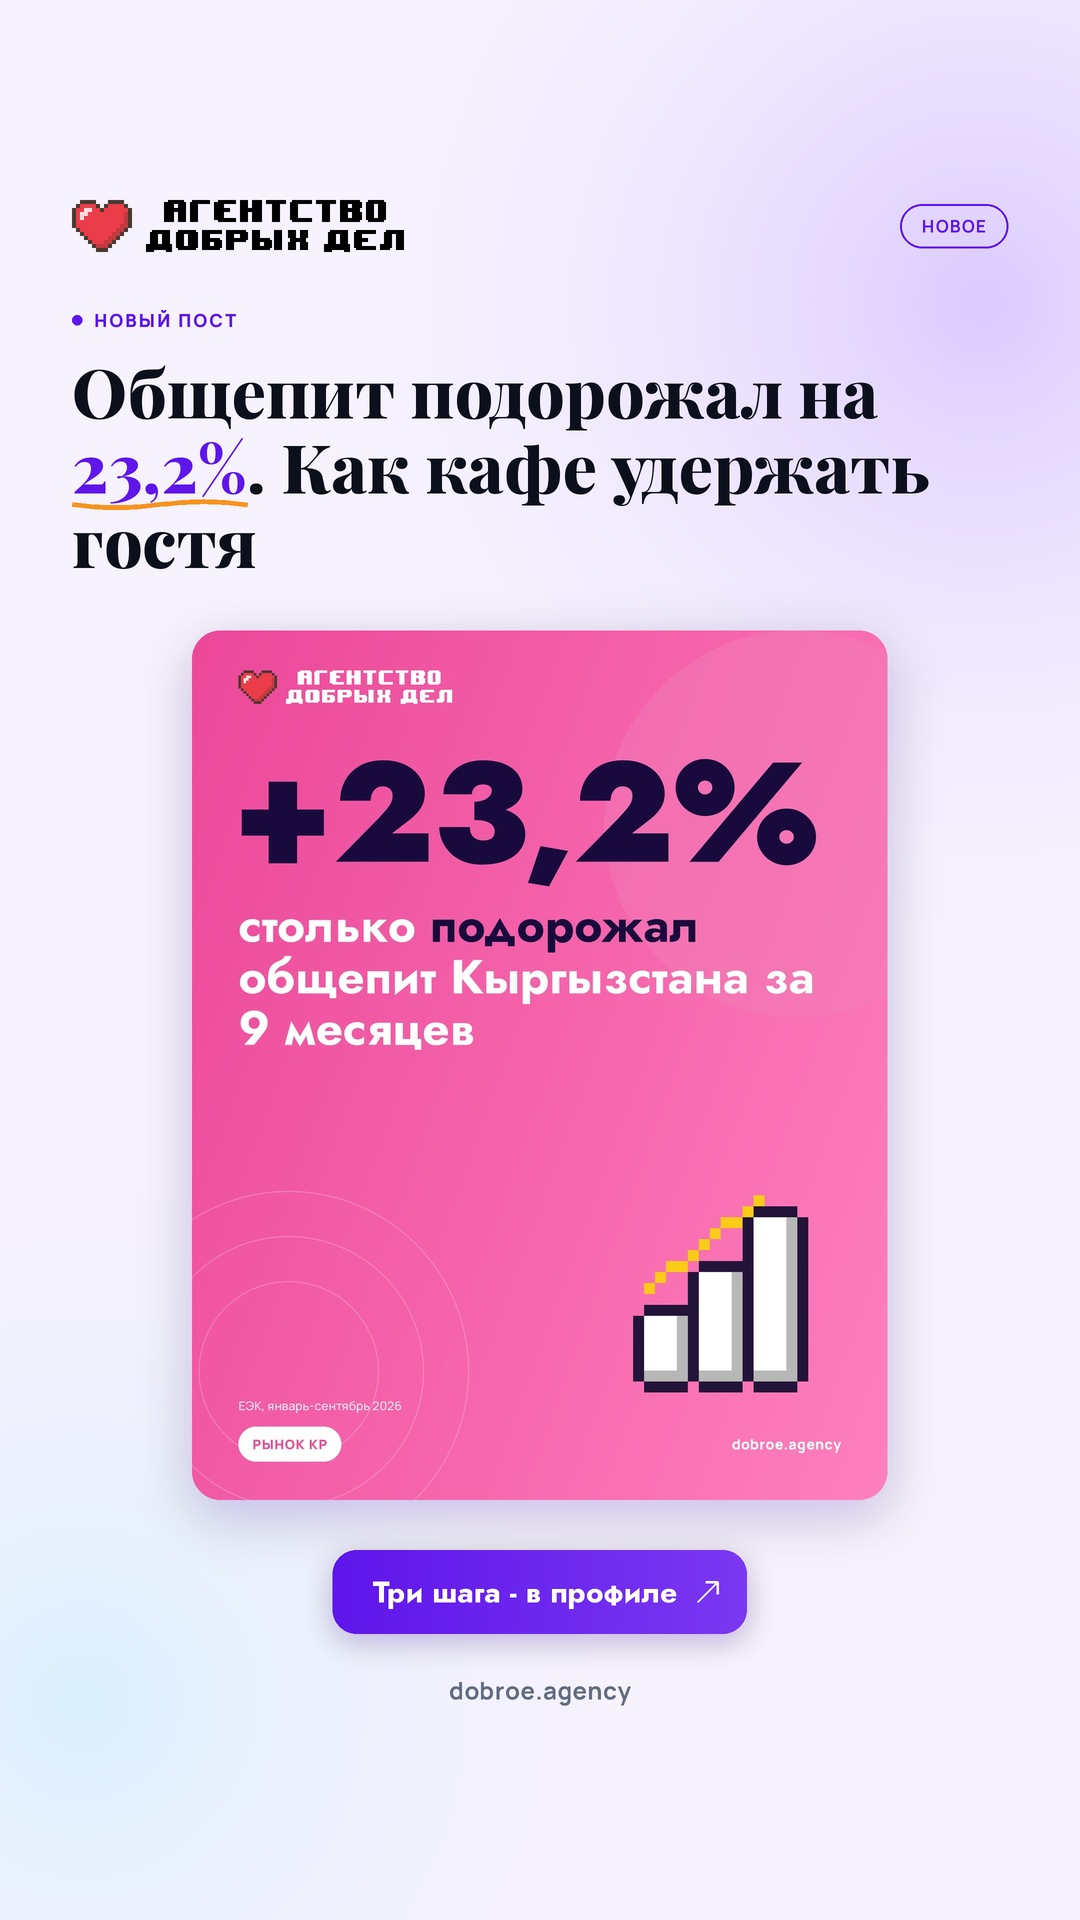 АГЕНТСТВО
ДОБРЫХ ДЕЛ
НОВОЕ
НОВЫЙ ПОСТ
Общепит подорожал на
23,2%. Как кафе удержать
гостя
АГЕНТСТВО
ДОБРЫХ ДЕЛ
+23,2%
столько подорожал
общепит Кыргызстана за
9 месяцев
ЕЭК, январь-сентябрь 2026
РЫНОК КР
dobroe.agency
Три шага - в профиле
dobroe.agency